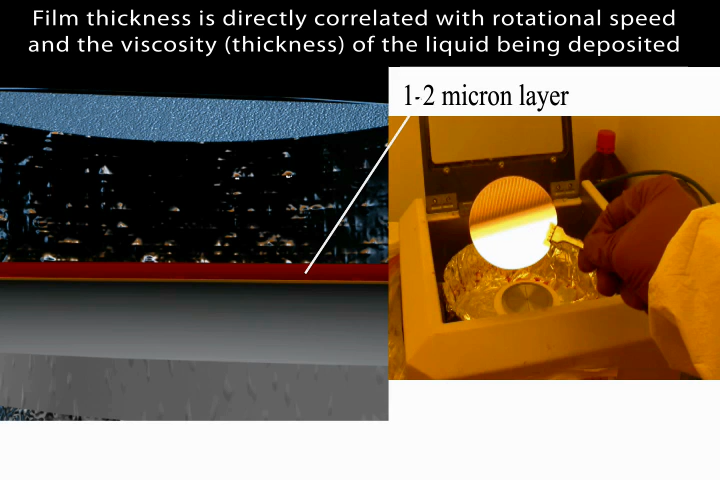 Film thickness is directly correlated with rotational speed
and the viscosity (thickness) of the liquid being deposited
1-2 micron layer